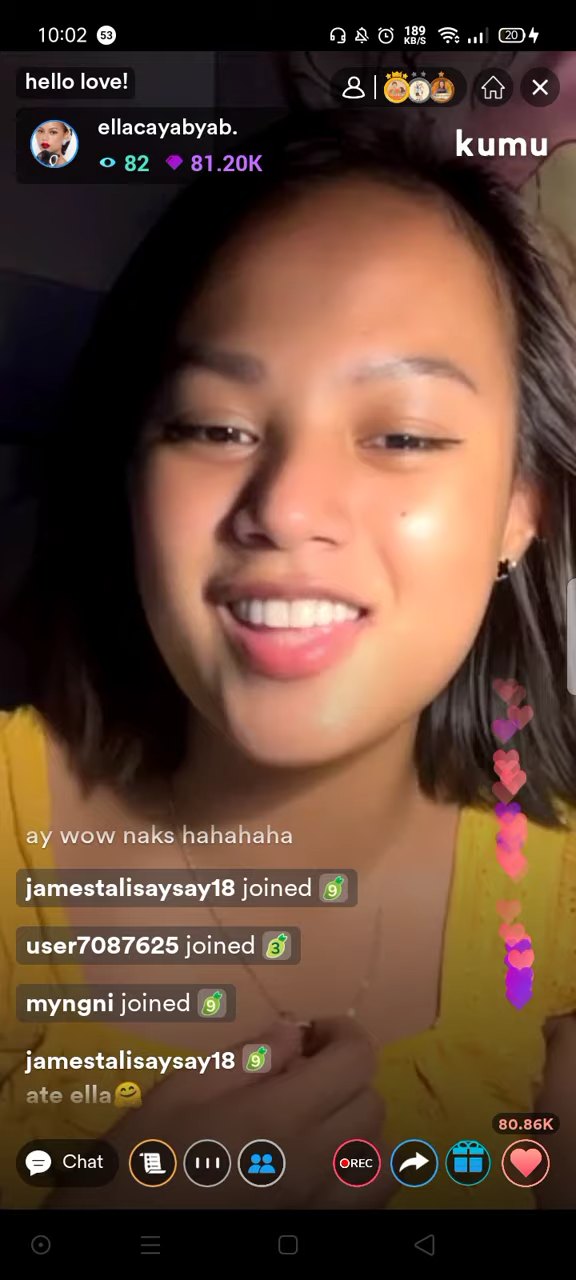 10:02 53 189 KB/S 20
hello love!
ellacayabyab.
82 81.20K
kumu
ay wow naks hahahaha
jamestalisaysay18 joined 9
user7087625 joined 3
myngni joined 9
jamestalisaysay18 9
ate ella🤗
80.86K
Chat REC